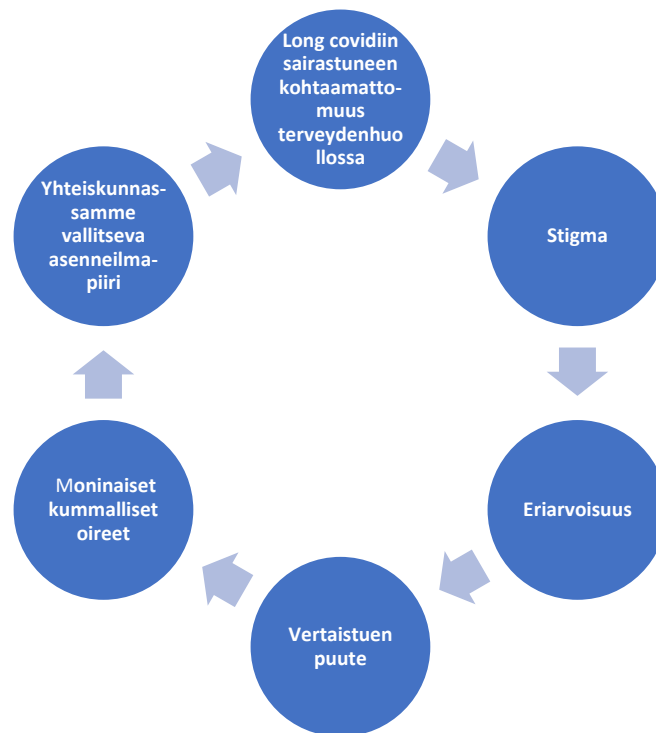 Long covidiin
sairastuneen
kohtaamatto-
muus
terveydenhuo
llossa
Stigma
Eriarvoisuus
Vertaistuen
puute
Moninaiset
kummalliset
oireet
Yhteiskunnas-
samme
vallitseva
asenneilma-
piiri